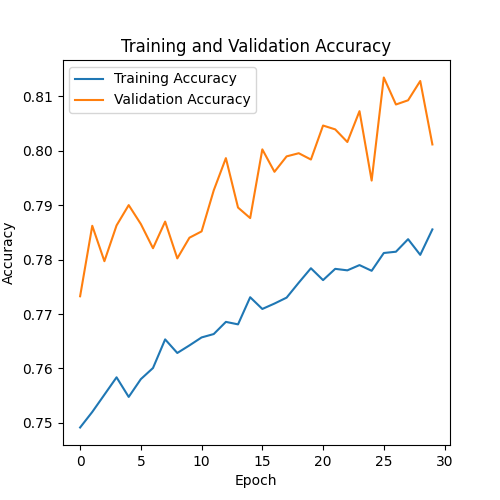 Training and Validation Accuracy
Training Accuracy
Validation Accuracy
0.81
0.80
0.79
0.78
0.77
0.76
0.75
Accuracy
0 5 10 15 20 25 30
Epoch